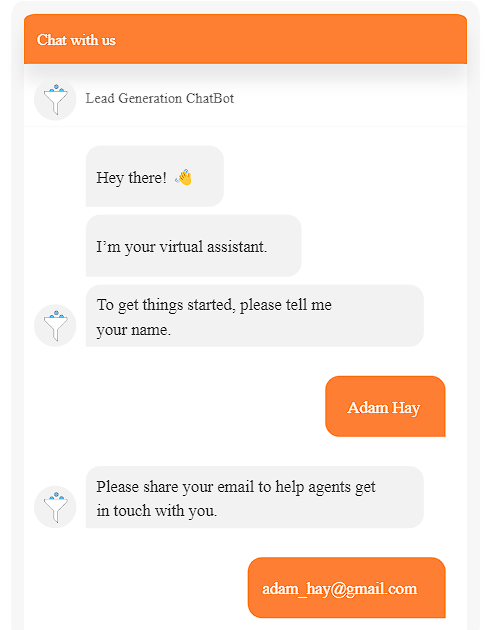 Chat with us
Lead Generation ChatBot
Hey there! 👋
I’m your virtual assistant.
To get things started, please tell me
your name.
Adam Hay
Please share your email to help agents get
in touch with you.
adam_hay@gmail.com